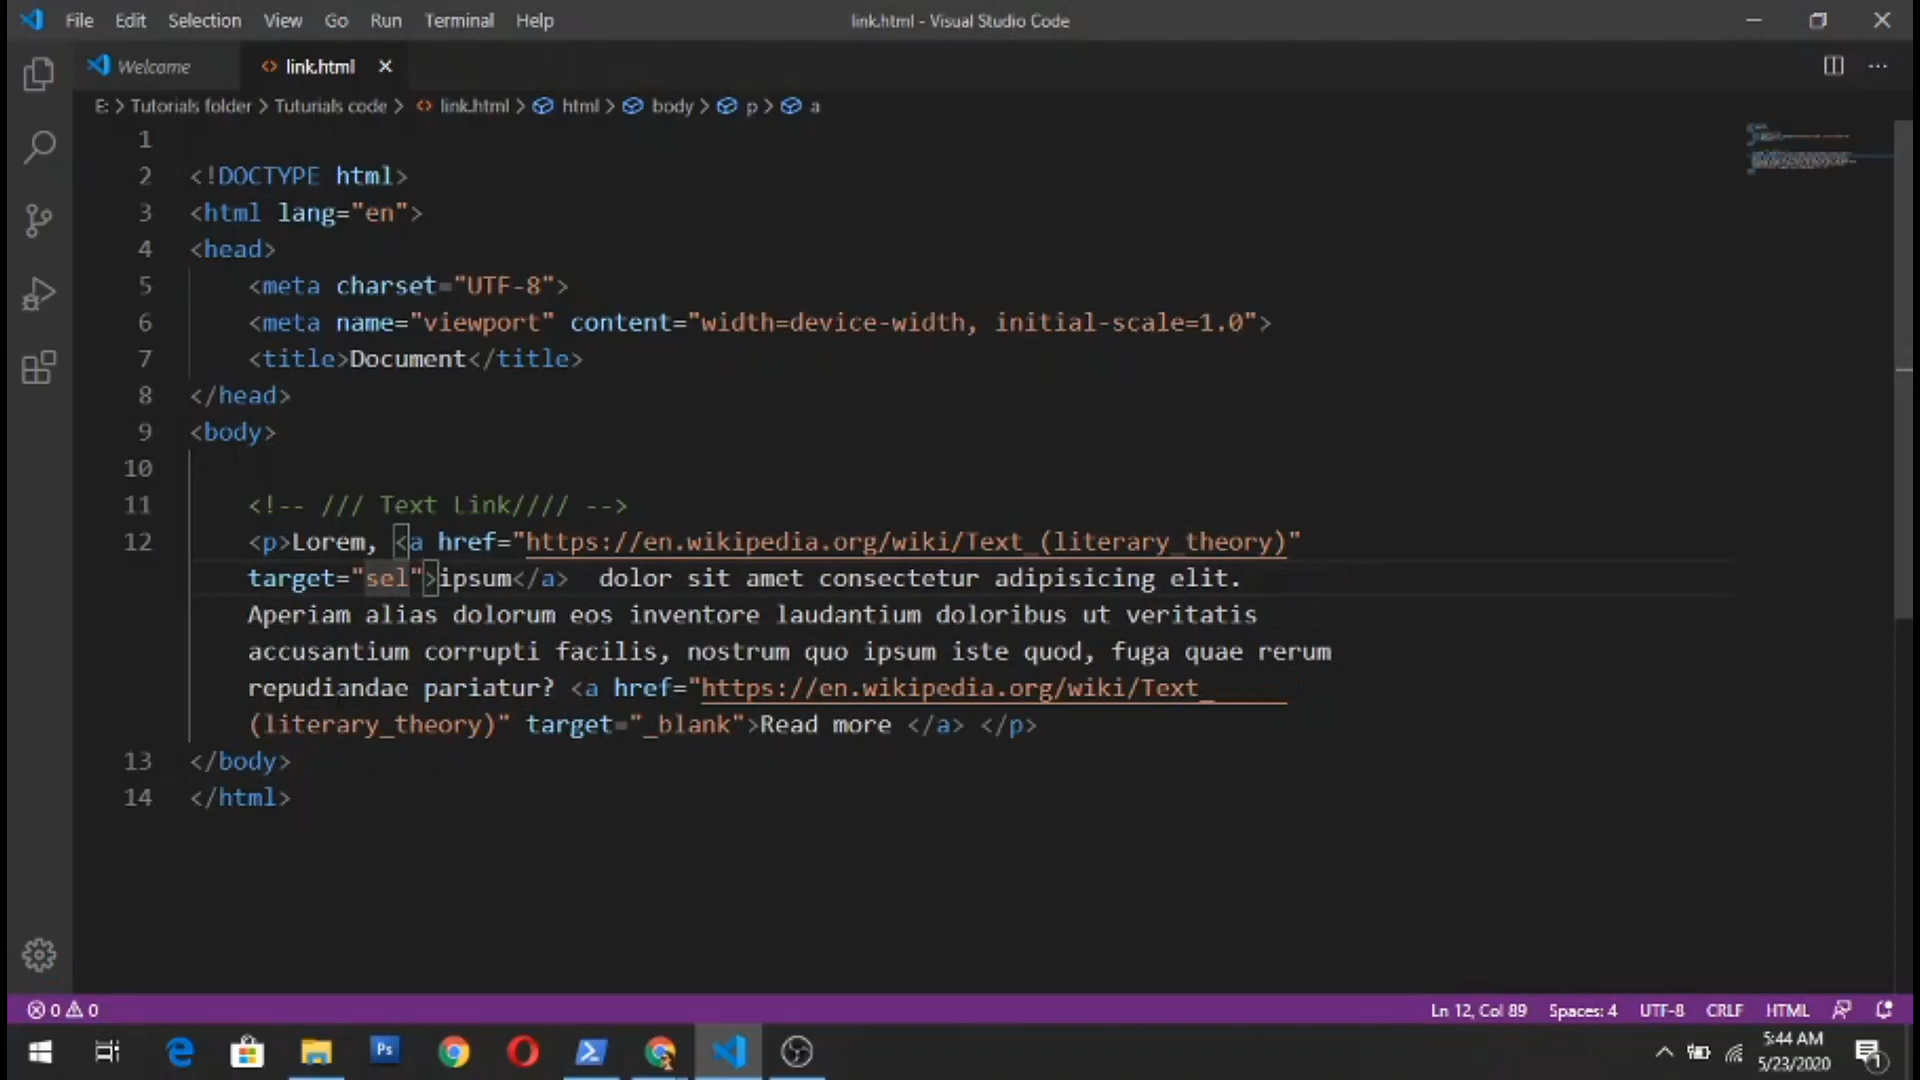 File Edit Selection View Go Run Terminal Help link.html - Visual Studio Code
Welcome link.html
E: > Tutorials folder > Tuturials code > link.html > html > body > p > a
1
2 <!DOCTYPE html>
3 <html lang="en">
4 <head>
5 <meta charset="UTF-8">
6 <meta name="viewport" content="width=device-width, initial-scale=1.0">
7 <title>Document</title>
8 </head>
9 <body>
10
11 <!-- /// Text Link//// -->
12 <p>Lorem, <a href="https://en.wikipedia.org/wiki/Text_(literary_theory)"
target="sel">ipsum</a>  dolor sit amet consectetur adipisicing elit.
Aperiam alias dolorum eos inventore laudantium doloribus ut veritatis
accusantium corrupti facilis, nostrum quo ipsum iste quod, fuga quae rerum
repudiandae pariatur? <a href="https://en.wikipedia.org/wiki/Text_
(literary_theory)" target="_blank">Read more </a> </p>
13 </body>
14 </html>
0 0 Ln 12, Col 89 Spaces: 4 UTF-8 CRLF HTML
Ps
5:44 AM
5/23/2020
1